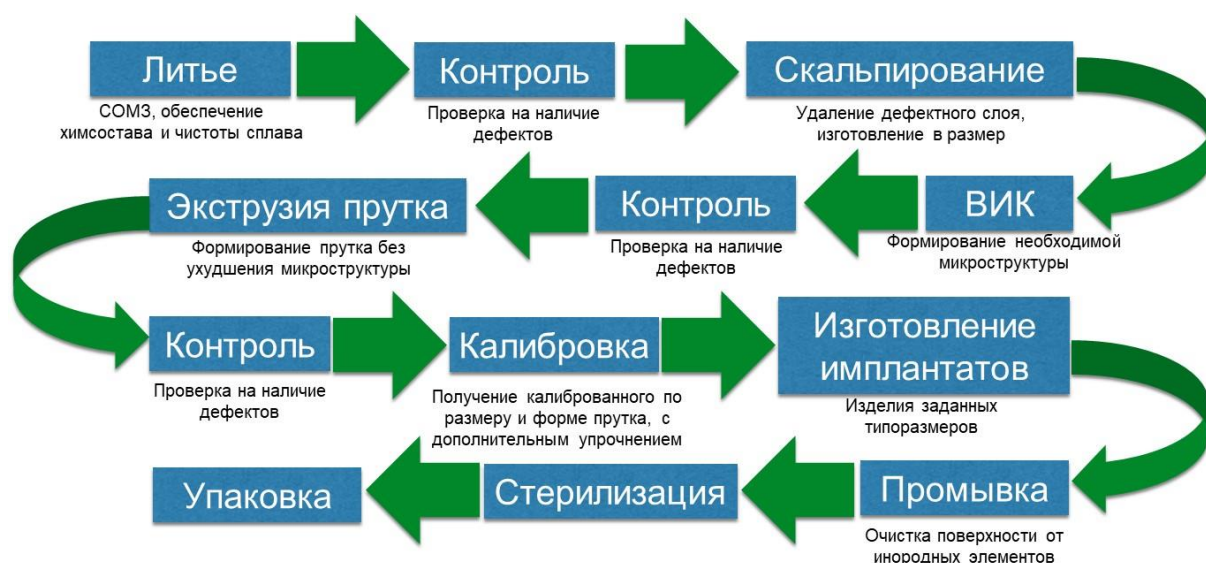 Литье
СОМЗ, обеспечение
химсостава и чистоты сплава
Контроль
Проверка на наличие
дефектов
Скальпирование
Удаление дефектного слоя,
изготовление в размер
ВИК
Формирование необходимой
микроструктуры
Контроль
Проверка на наличие
дефектов
Экструзия прутка
Формирование прутка без
ухудшения микроструктуры
Контроль
Проверка на наличие
дефектов
Калибровка
Получение калиброванного по
размеру и форме прутка, с
дополнительным упрочнением
Изготовление
имплантатов
Изделия заданных
типоразмеров
Промывка
Очистка поверхности от
инородных элементов
Стерилизация
Упаковка